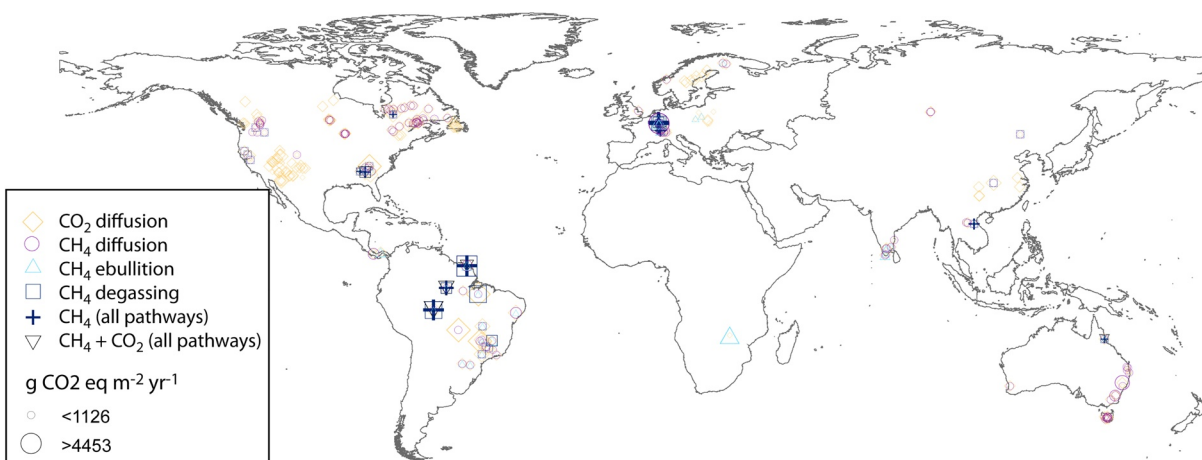 CO₂ diffusion
CH₄ diffusion
CH₄ ebullition
CH₄ degassing
CH₄ (all pathways)
CH₄ + CO₂ (all pathways)
g CO2 eq m⁻² yr⁻¹
<1126
>4453